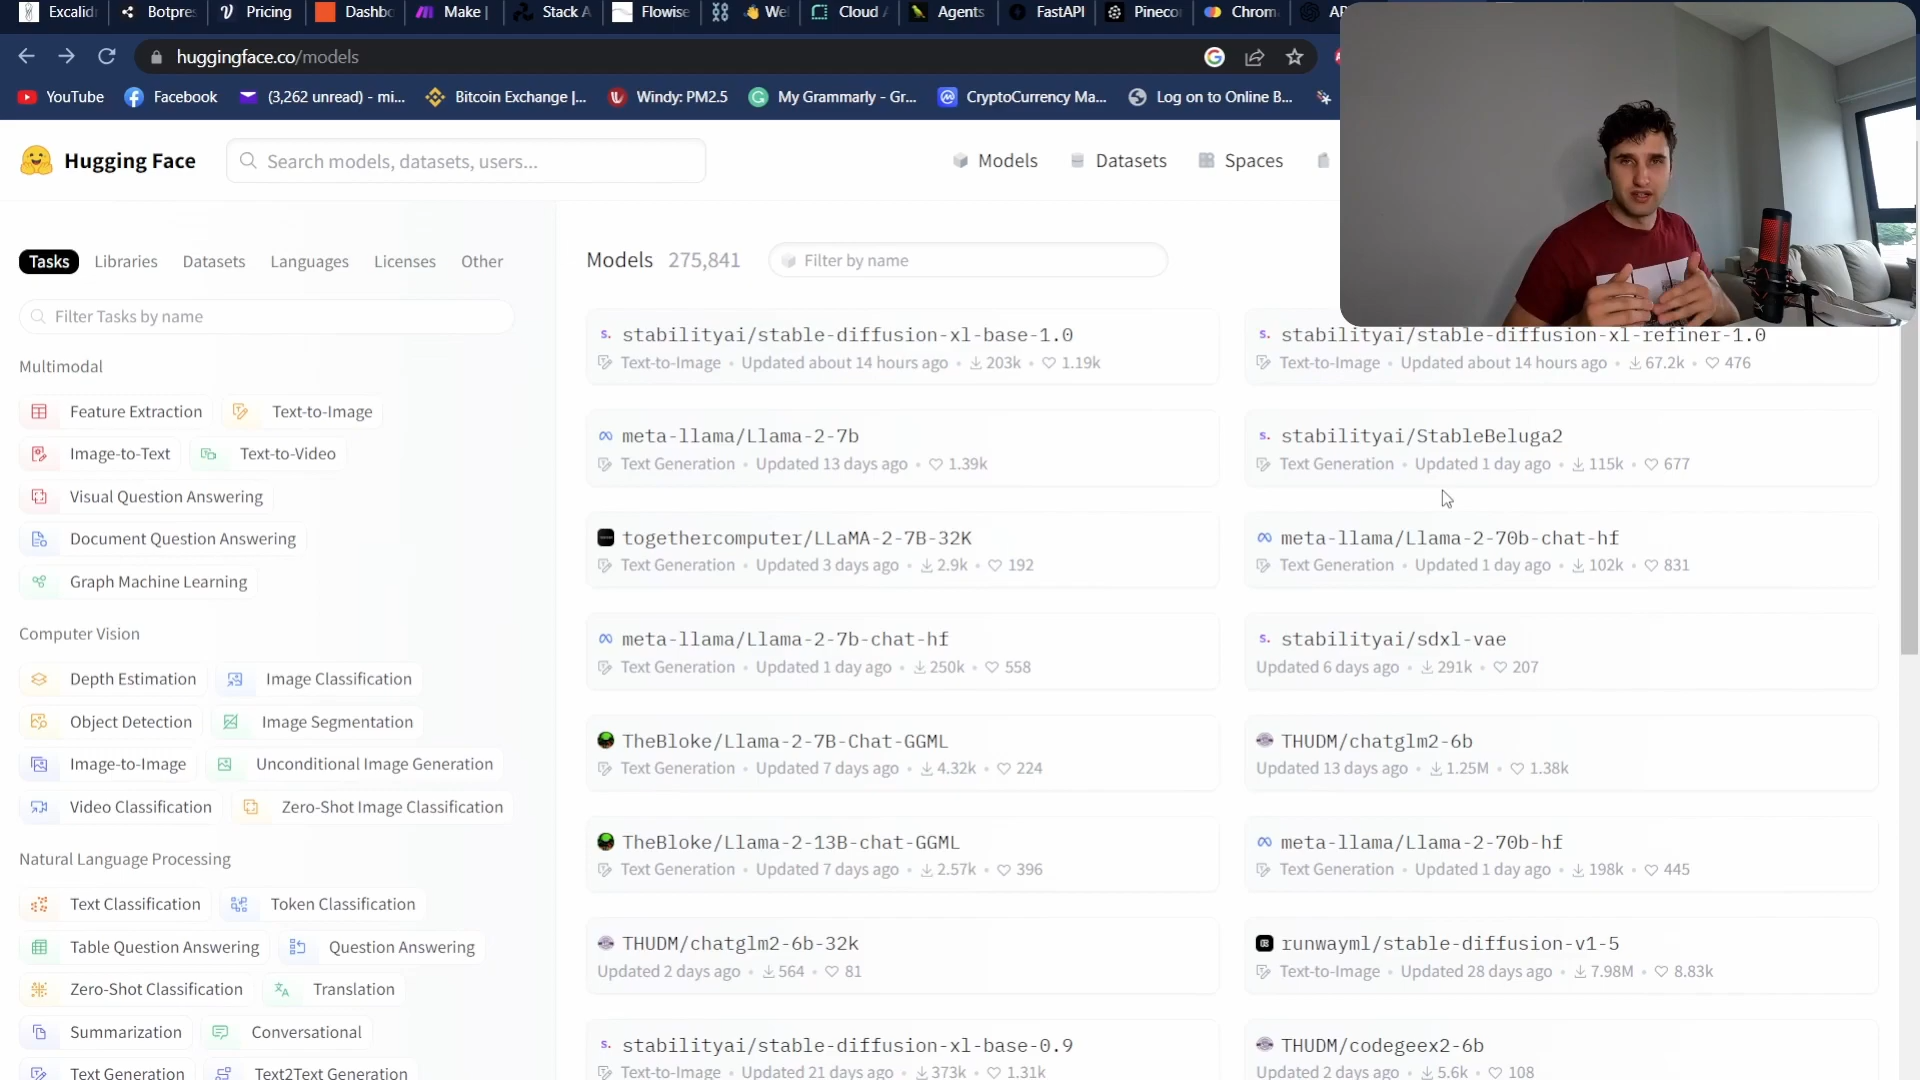 Excalidr Botpres Pricing Dashbo Make | Stack A Flowise We Cloud Agents FastAPI Pineco Chrom AP
huggingface.co/models
YouTube Facebook (3,262 unread) - mi... Bitcoin Exchange |... Windy: PM2.5 My Grammarly - Gr... CryptoCurrency Ma... Log on to Online B...
Hugging Face Search models, datasets, users... Models Datasets Spaces
Tasks Libraries Datasets Languages Licenses Other
Filter Tasks by name
Multimodal
Feature Extraction Text-to-Image
Image-to-Text Text-to-Video
Visual Question Answering
Document Question Answering
Graph Machine Learning
Computer Vision
Depth Estimation Image Classification
Object Detection Image Segmentation
Image-to-Image Unconditional Image Generation
Video Classification Zero-Shot Image Classification
Natural Language Processing
Text Classification Token Classification
Table Question Answering Question Answering
Zero-Shot Classification Translation
Summarization Conversational
Text Generation Text2Text Generation
Models 275,841 Filter by name
s. stabilityai/stable-diffusion-xl-base-1.0
Text-to-Image • Updated about 14 hours ago • 203k • 1.19k
s. stabilityai/stable-diffusion-xl-refiner-1.0
Text-to-Image • Updated about 14 hours ago • 67.2k • 476
meta-llama/Llama-2-7b
Text Generation • Updated 13 days ago • 1.39k
s. stabilityai/StableBeluga2
Text Generation • Updated 1 day ago • 115k • 677
togethercomputer/LLaMA-2-7B-32K
Text Generation • Updated 3 days ago • 2.9k • 192
meta-llama/Llama-2-70b-chat-hf
Text Generation • Updated 1 day ago • 102k • 831
meta-llama/Llama-2-7b-chat-hf
Text Generation • Updated 1 day ago • 250k • 558
s. stabilityai/sdxl-vae
Updated 6 days ago • 291k • 207
TheBloke/Llama-2-7B-Chat-GGML
Text Generation • Updated 7 days ago • 4.32k • 224
THUDM/chatglm2-6b
Updated 13 days ago • 1.25M • 1.38k
TheBloke/Llama-2-13B-chat-GGML
Text Generation • Updated 7 days ago • 2.57k • 396
meta-llama/Llama-2-70b-hf
Text Generation • Updated 1 day ago • 198k • 445
THUDM/chatglm2-6b-32k
Updated 2 days ago • 564 • 81
runwayml/stable-diffusion-v1-5
Text-to-Image • Updated 28 days ago • 7.98M • 8.83k
s. stabilityai/stable-diffusion-xl-base-0.9
Text-to-Image • Updated 21 days ago • 373k • 1.31k
THUDM/codegeex2-6b
Updated 2 days ago • 5.6k • 108